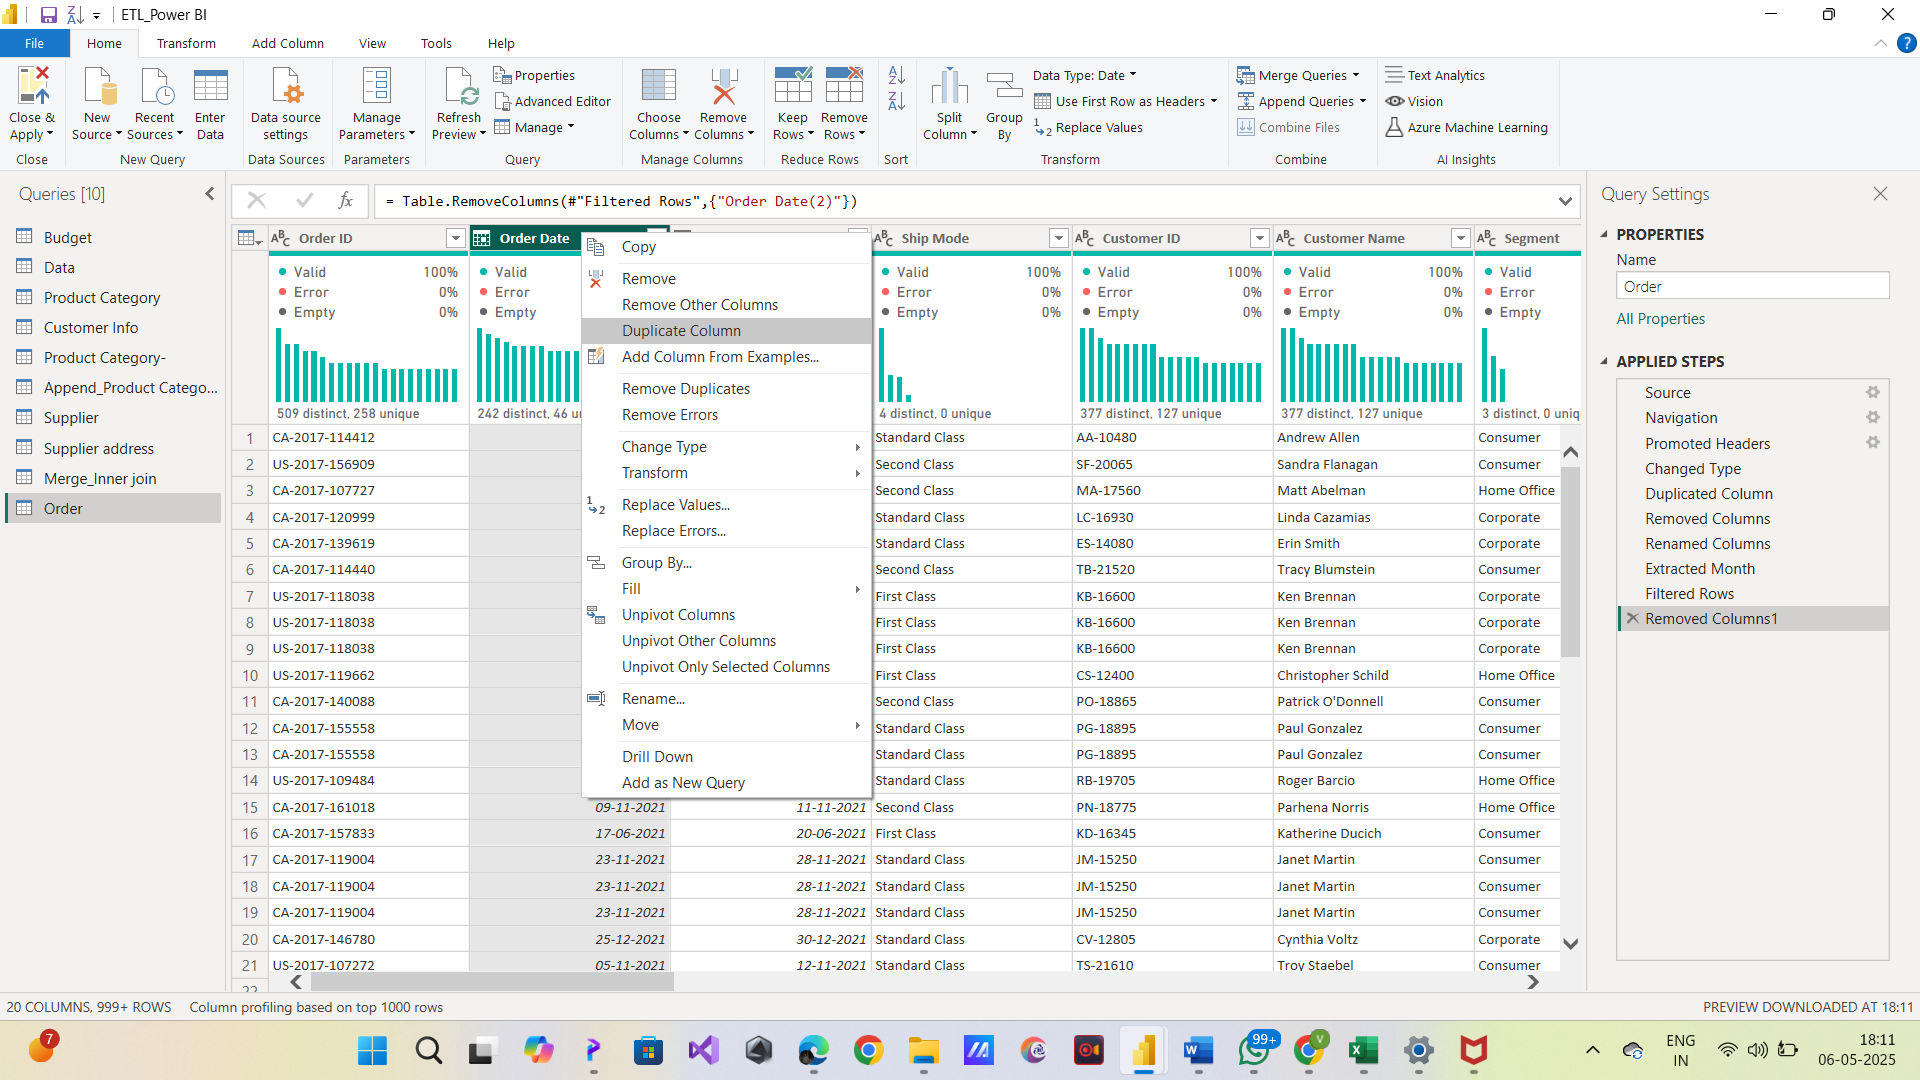 ETL_Power BI
File Home Transform Add Column View Tools Help
Close & Apply
New Source
Recent Sources
Enter Data
Data source settings
Manage Parameters
Refresh Preview
Properties
Advanced Editor
Manage
Choose Columns
Remove Columns
Keep Rows
Remove Rows
Split Column
Group By
Data Type: Date
Use First Row as Headers
Replace Values
Merge Queries
Append Queries
Combine Files
Text Analytics
Vision
Azure Machine Learning
Close New Query Data Sources Parameters Query Manage Columns Reduce Rows Sort Transform Combine AI Insights
Queries [10]
Budget
Data
Product Category
Customer Info
Product Category-
Append_Product Catego...
Supplier
Supplier address
Merge_Inner join
Order
= Table.RemoveColumns(#"Filtered Rows",{"Order Date(2)"})
Order ID Order Date Ship Mode Customer ID Customer Name Segment
Valid 100% Valid Valid 100% Valid 100% Valid 100% Valid
Error 0% Error Error 0% Error 0% Error 0% Error
Empty 0% Empty Empty 0% Empty 0% Empty 0% Empty
509 distinct, 258 unique 242 distinct, 46 u 4 distinct, 0 unique 377 distinct, 127 unique 377 distinct, 127 unique 3 distinct, 0 uniq
1 CA-2017-114412 Standard Class AA-10480 Andrew Allen Consumer
2 US-2017-156909 Second Class SF-20065 Sandra Flanagan Consumer
3 CA-2017-107727 Second Class MA-17560 Matt Abelman Home Office
4 CA-2017-120999 Standard Class LC-16930 Linda Cazamias Corporate
5 CA-2017-139619 Standard Class ES-14080 Erin Smith Corporate
6 CA-2017-114440 Second Class TB-21520 Tracy Blumstein Consumer
7 US-2017-118038 First Class KB-16600 Ken Brennan Corporate
8 US-2017-118038 First Class KB-16600 Ken Brennan Corporate
9 US-2017-118038 First Class KB-16600 Ken Brennan Corporate
10 US-2017-119662 First Class CS-12400 Christopher Schild Home Office
11 CA-2017-140088 Second Class PO-18865 Patrick O'Donnell Consumer
12 CA-2017-155558 Standard Class PG-18895 Paul Gonzalez Consumer
13 CA-2017-155558 Standard Class PG-18895 Paul Gonzalez Consumer
14 US-2017-109484 Standard Class RB-19705 Roger Barcio Home Office
15 CA-2017-161018 09-11-2021 11-11-2021 Second Class PN-18775 Parhena Norris Home Office
16 CA-2017-157833 17-06-2021 20-06-2021 First Class KD-16345 Katherine Ducich Consumer
17 CA-2017-119004 23-11-2021 28-11-2021 Standard Class JM-15250 Janet Martin Consumer
18 CA-2017-119004 23-11-2021 28-11-2021 Standard Class JM-15250 Janet Martin Consumer
19 CA-2017-119004 23-11-2021 28-11-2021 Standard Class JM-15250 Janet Martin Consumer
20 CA-2017-146780 25-12-2021 30-12-2021 Standard Class CV-12805 Cynthia Voltz Corporate
21 US-2017-107272 05-11-2021 12-11-2021 Standard Class TS-21610 Troy Staebel Consumer
22
Copy
Remove
Remove Other Columns
Duplicate Column
Add Column From Examples...
Remove Duplicates
Remove Errors
Change Type
Transform
Replace Values...
Replace Errors...
Group By...
Fill
Unpivot Columns
Unpivot Other Columns
Unpivot Only Selected Columns
Rename...
Move
Drill Down
Add as New Query
Query Settings
PROPERTIES
Name
Order
All Properties
APPLIED STEPS
Source
Navigation
Promoted Headers
Changed Type
Duplicated Column
Removed Columns
Renamed Columns
Extracted Month
Filtered Rows
Removed Columns1
20 COLUMNS, 999+ ROWS Column profiling based on top 1000 rows PREVIEW DOWNLOADED AT 18:11
7
99+
V
ENG
IN
18:11
06-05-2025